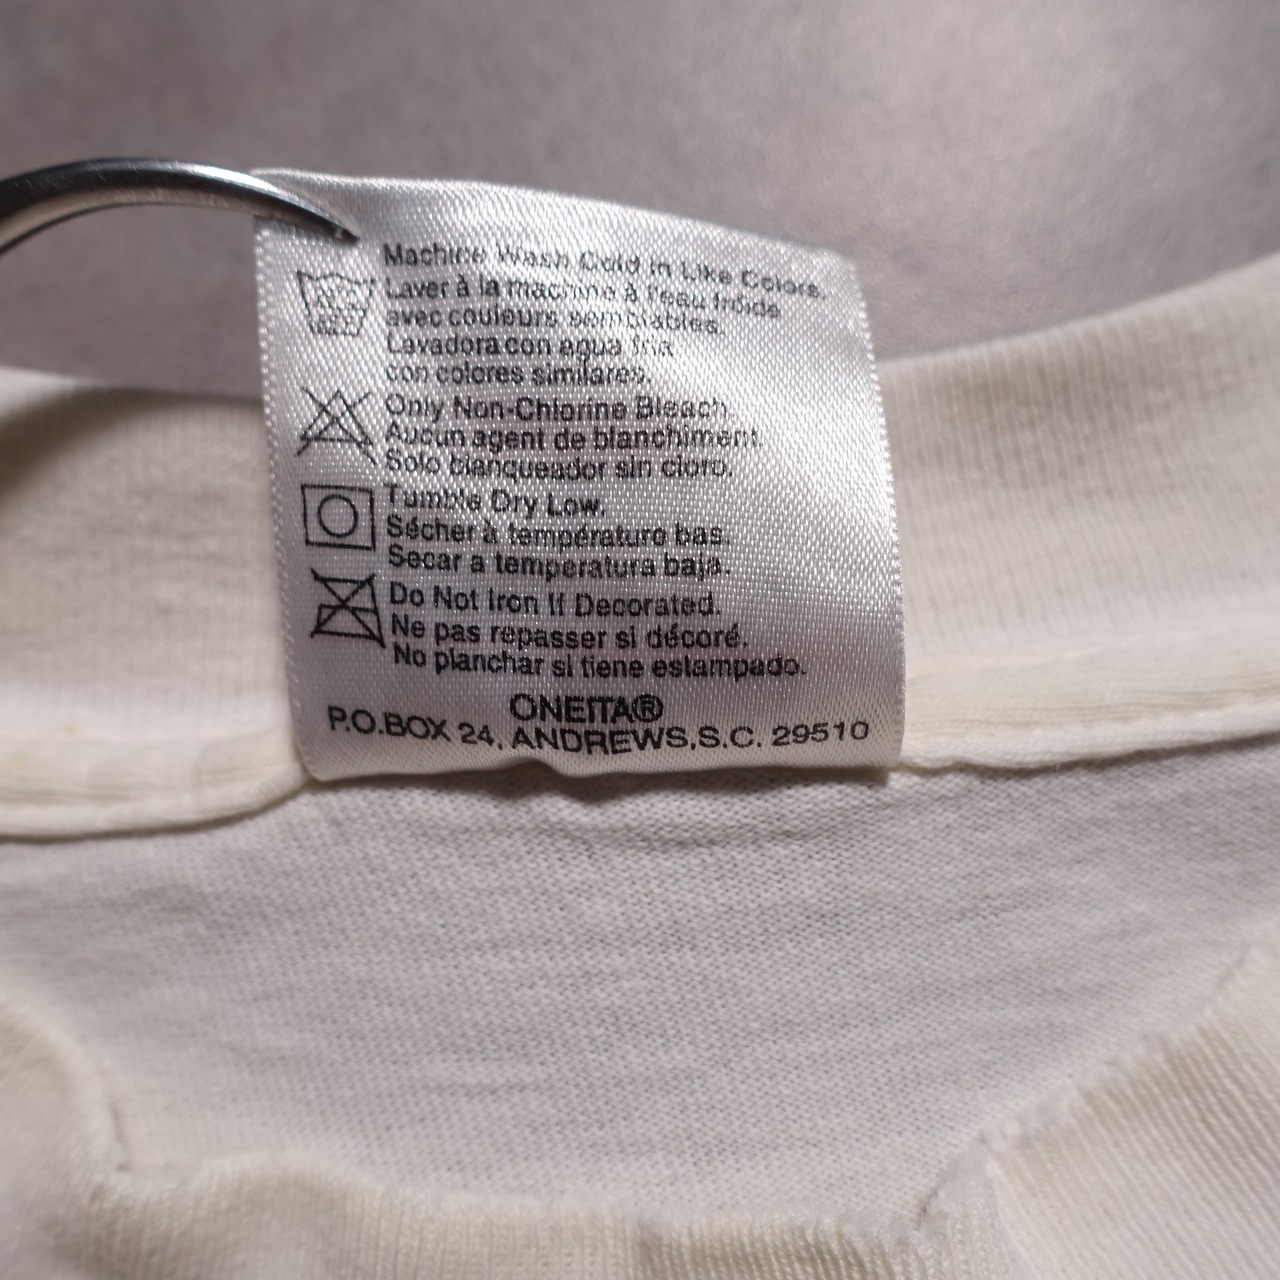 Machine Wash Cold in Like Colors.
Laver à la machine à l'eau froide
avec couleurs semblables.
Lavadora con agua fria
con colores similares.
Only Non-Chlorine Bleach.
Aucun agent de blanchiment
Solo blanqueador sin cloro.
Tumble Dry Low.
Sécher à température bas.
Secar a temperatura baja.
Do Not Iron If Decorated.
Ne pas repasser si décoré.
No planchar si tiene estampado.
ONEITA®
P.O.BOX 24, ANDREWS,S.C. 29510